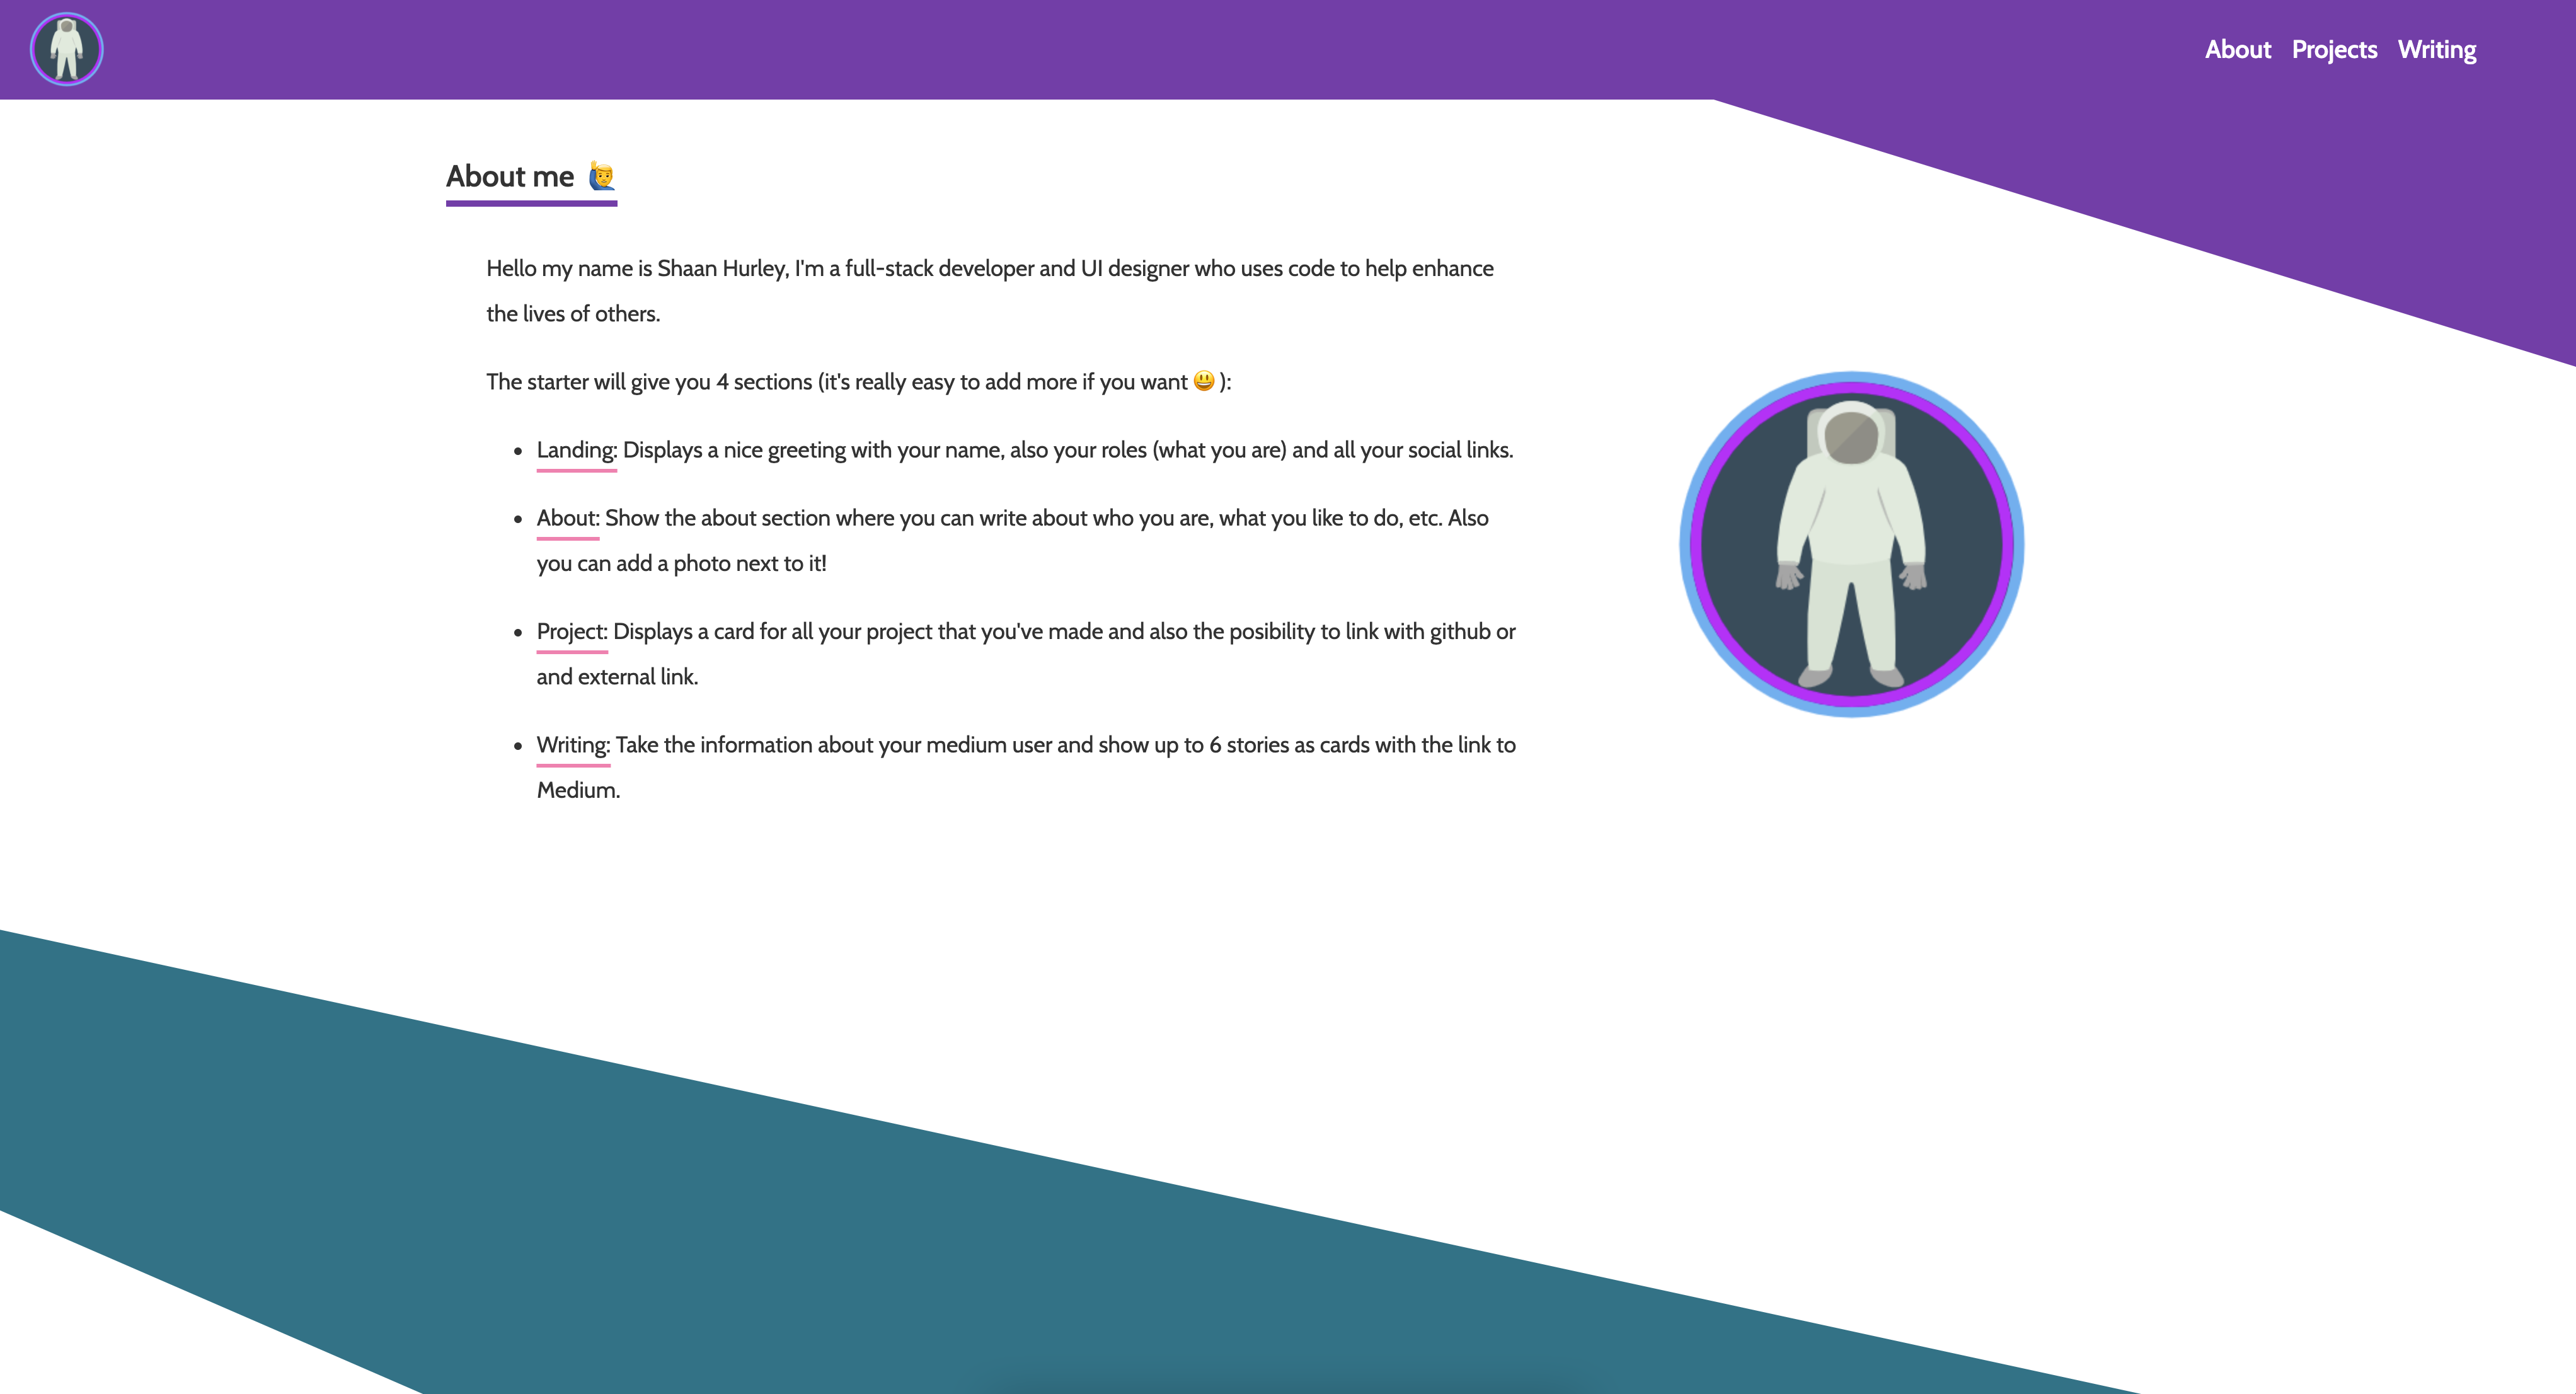 About Projects Writing
About me 🙋‍♂️
Hello my name is Shaan Hurley, I'm a full-stack developer and UI designer who uses code to help enhance
the lives of others.
The starter will give you 4 sections (it's really easy to add more if you want 😃 ):
• Landing: Displays a nice greeting with your name, also your roles (what you are) and all your social links.
• About: Show the about section where you can write about who you are, what you like to do, etc. Also
you can add a photo next to it!
• Project: Displays a card for all your project that you've made and also the posibility to link with github or
and external link.
• Writing: Take the information about your medium user and show up to 6 stories as cards with the link to
Medium.